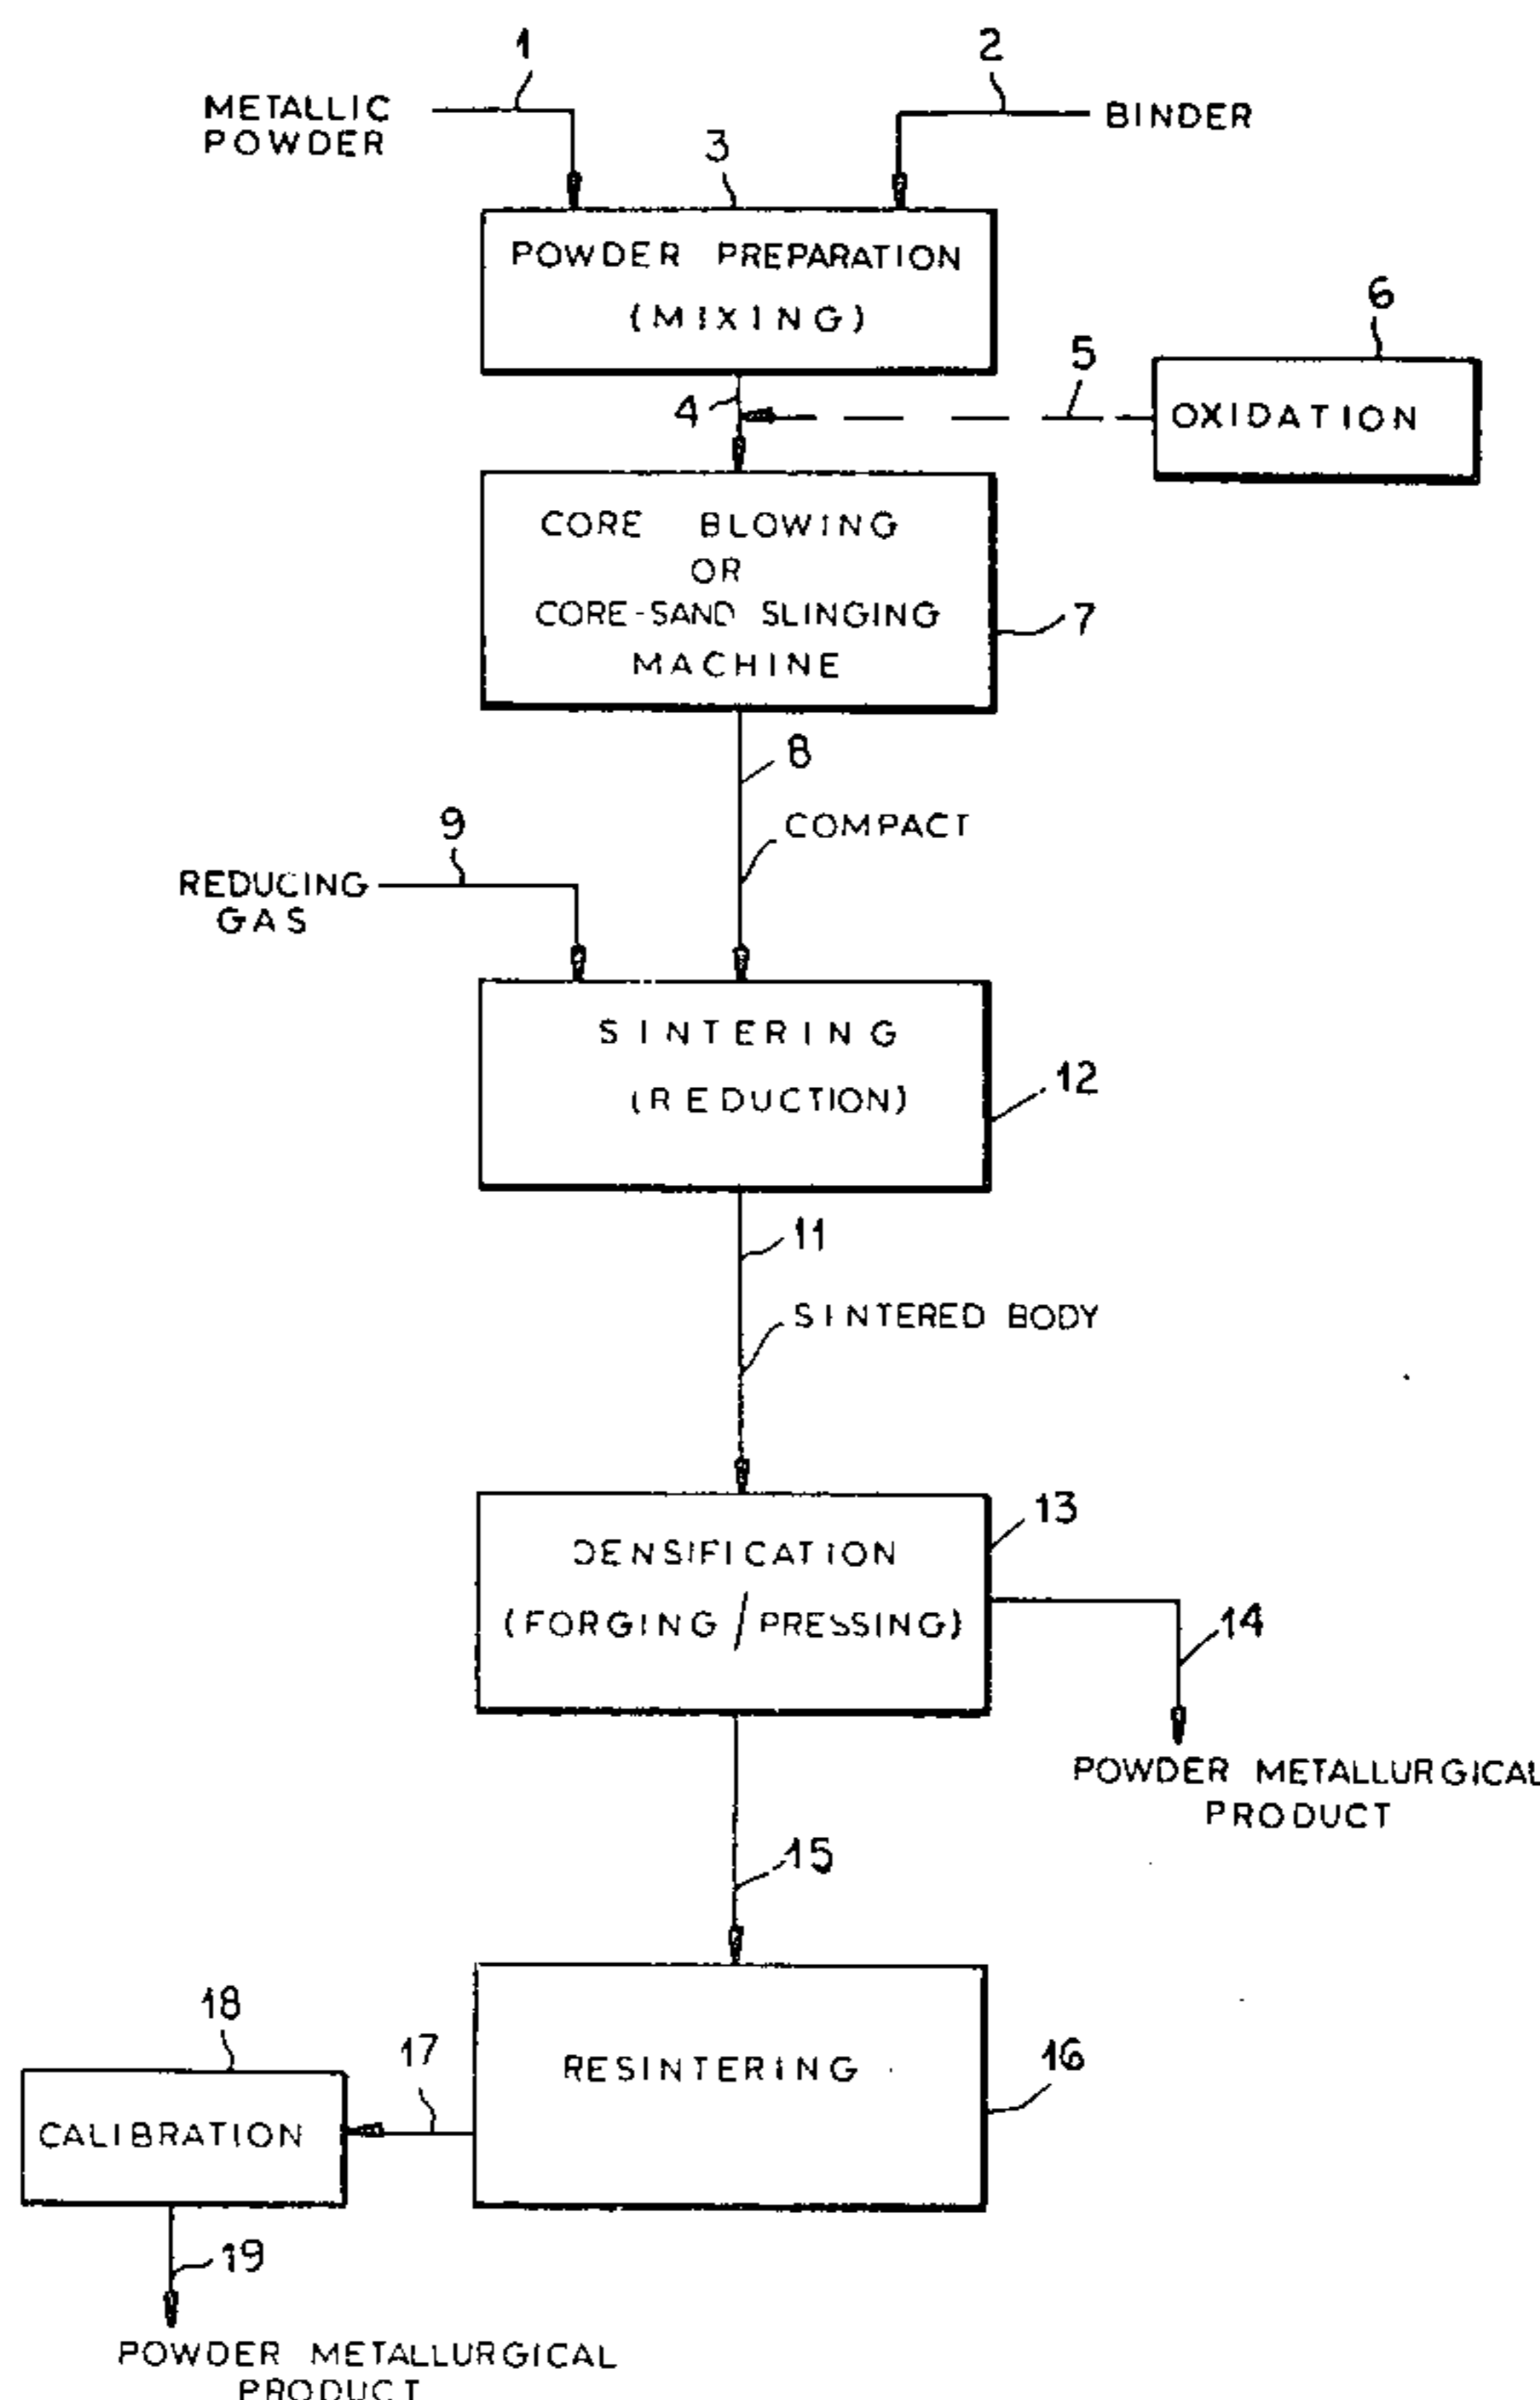 1
2
METALLIC
POWDER
BINDER
3
POWDER PREPARATION
(MIXING)
6
5
4
OXIDATION
CORE BLOWING
OR
CORE-SAND SLINGING
MACHINE
7
8
COMPACT
9
REDUCING
GAS
SINTERING
(REDUCTION)
12
11
SINTERED BODY
13
DENSIFICATION
(FORGING/PRESSING)
14
POWDER METALLURGICAL
PRODUCT
15
18
17
16
RESINTERING
CALIBRATION
19
POWDER METALLURGICAL
PRODUCT